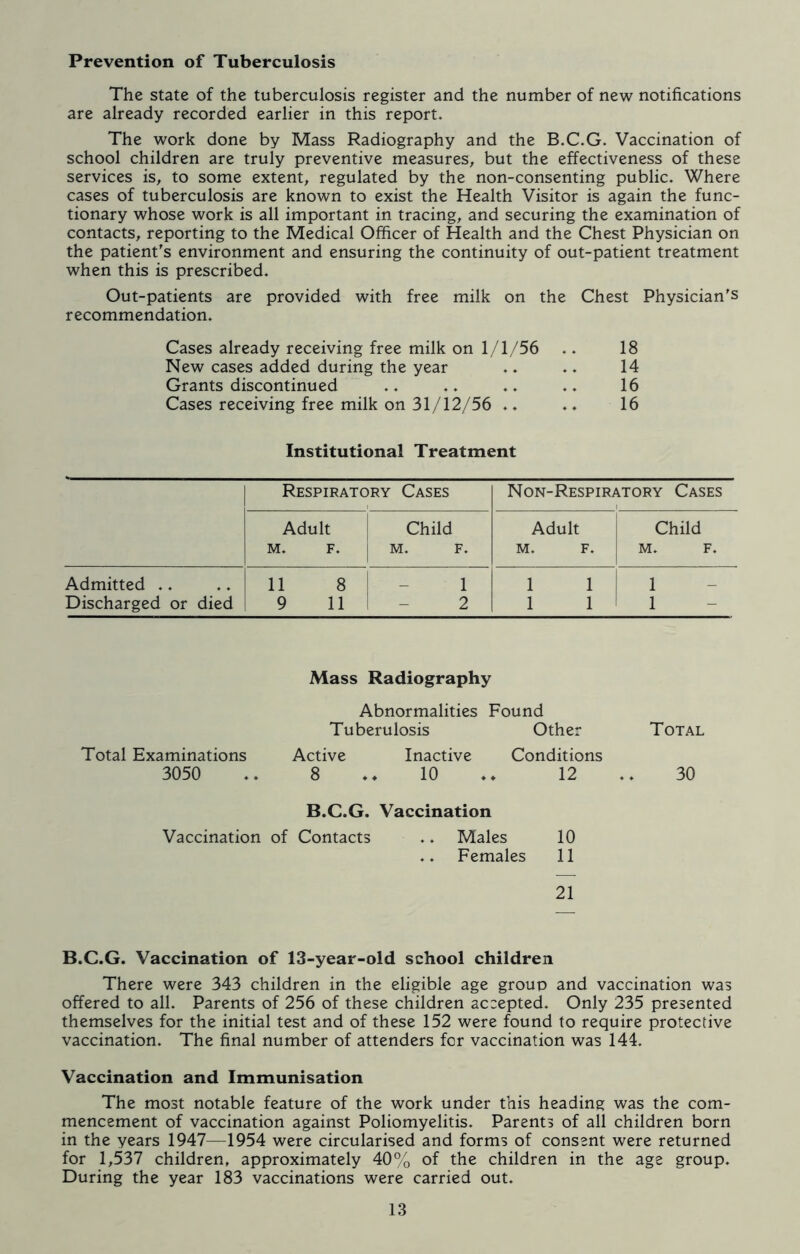 Prevention of Tuberculosis
The state of the tuberculosis register and the number of new notifications
are already recorded earlier in this report.
The work done by Mass Radiography and the B.C.G. Vaccination of
school children are truly preventive measures, but the effectiveness of these
services is, to some extent, regulated by the non-consenting public. Where
cases of tuberculosis are known to exist the Health Visitor is again the func-
tionary whose work is all important in tracing, and securing the examination of
contacts, reporting to the Medical Officer of Health and the Chest Physician on
the patient's environment and ensuring the continuity of out-patient treatment
when this is prescribed.
Out-patients are provided with free milk on the Chest Physician's
recommendation.
Cases already receiving free milk on 1/1/56 .. 18
New cases added during the year .. .. 14
Grants discontinued .. .. .. .. 16
Cases receiving free milk on 31/12/56 .. .. 16
Institutional Treatment
Respiratory Cases Non-Respiratory Cases
Adult Child Adult Child
M. F. M. F. M. F. M. F.
Admitted .. .. 11 8 – 1 1 1 1 –
Discharged or died 9 11 – 2 1 1 1 –
Mass Radiography
Abnormalities Found
Tuberulosis Other Total
Total Examinations Active Inactive Conditions
3050 .. 8 .. 10 .. 12 .. 30
B.C.G. Vaccination
Vaccination of Contacts .. Males 10
.. Females 11
21
B.C.G. Vaccination of 13-year-old school children
There were 343 children in the eligible age group and vaccination was
offered to all. Parents of 256 of these children accepted. Only 235 presented
themselves for the initial test and of these 152 were found to require protective
vaccination. The final number of attenders for vaccination was 144.
Vaccination and Immunisation
The most notable feature of the work under this heading was the com-
mencement of vaccination against Poliomyelitis. Parents of all children born
in the years 1947—1954 were circularised and forms of consent were returned
for 1,537 children, approximately 40% of the children in the age group.
During the year 183 vaccinations were carried out.
13